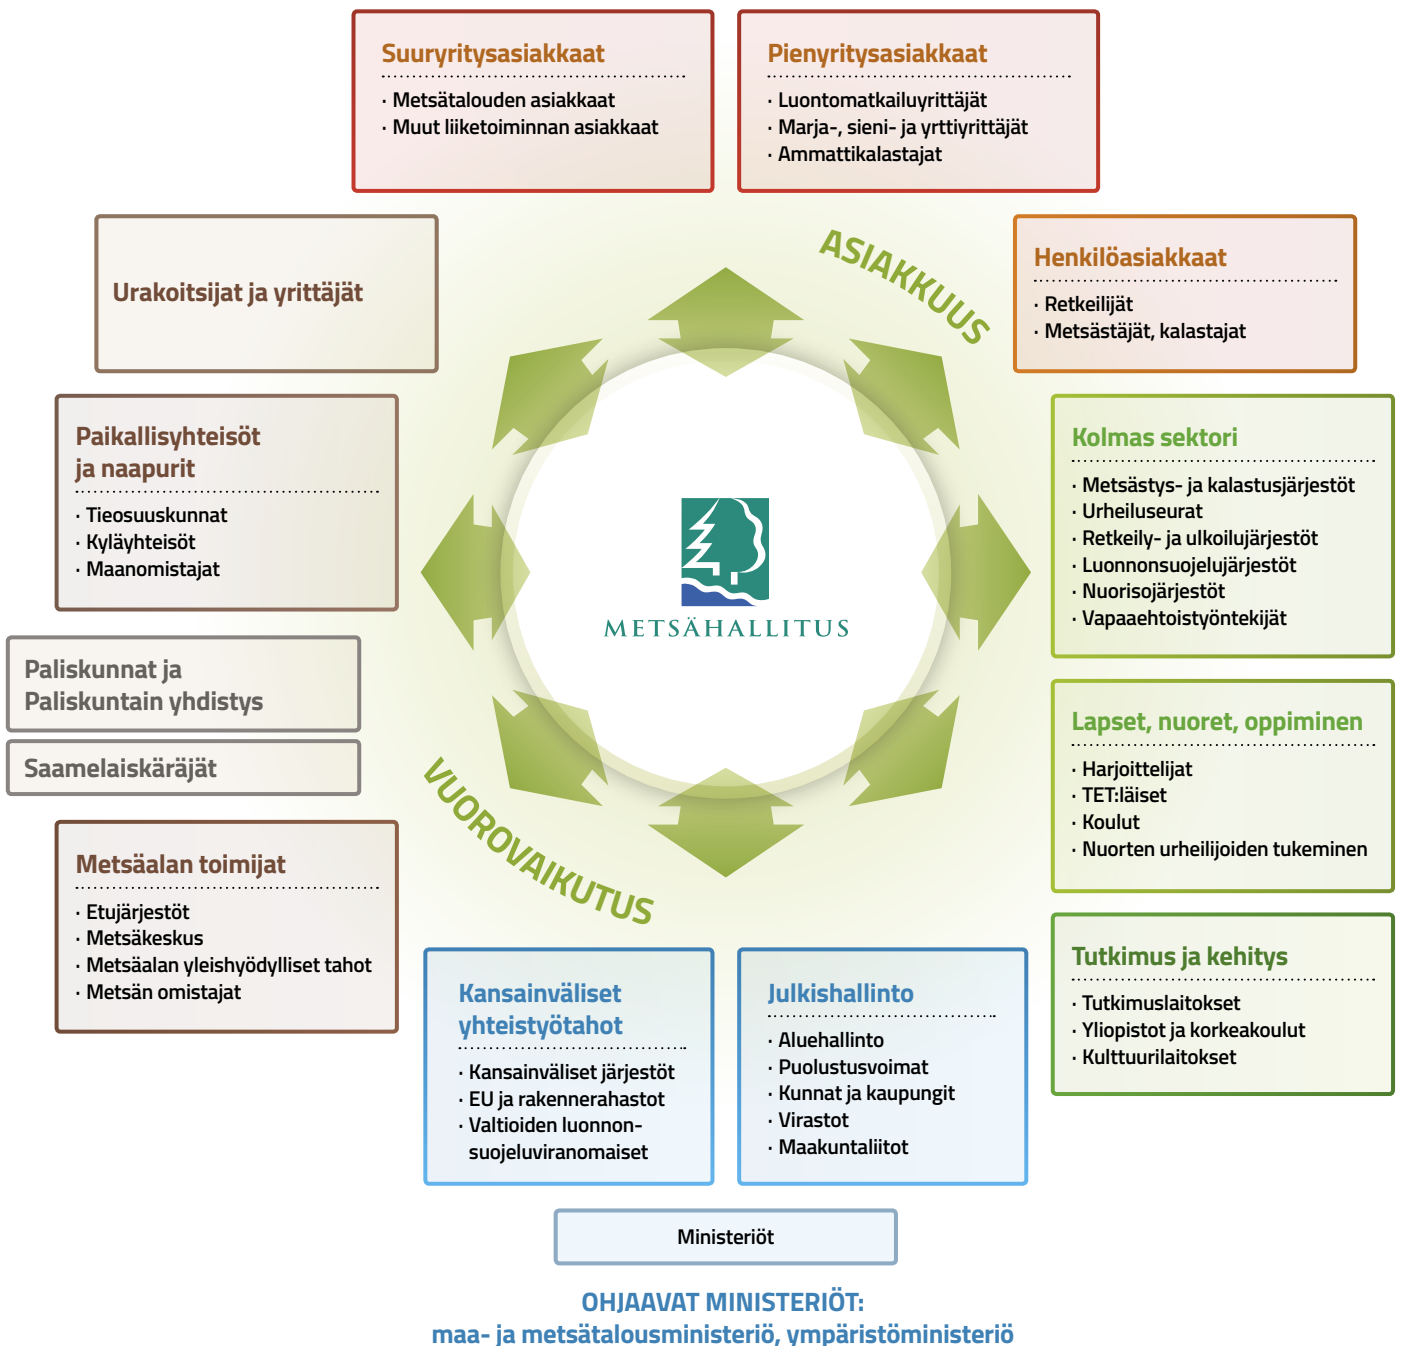 Suuryritysasiakkaat
· Metsätalouden asiakkaat
· Muut liiketoiminnan asiakkaat
Pienyritysasiakkaat
· Luontomatkailuyrittäjät
· Marja-, sieni- ja yrttiyrittäjät
· Ammattikalastajat
Urakoitsijat ja yrittäjät
ASIAKKUUS
Henkilöasiakkaat
· Retkeilijät
· Metsästäjät, kalastajat
Paikallisyhteisöt
ja naapurit
· Tieosuuskunnat
· Kyläyhteisöt
· Maanomistajat
Kolmas sektori
· Metsästys- ja kalastusjärjestöt
· Urheiluseurat
· Retkeily- ja ulkoilujärjestöt
· Luonnonsuojelujärjestöt
· Nuorisojärjestöt
· Vapaaehtoistyöntekijät
METSÄHALLITUS
Paliskunnat ja
Paliskuntain yhdistys
Saamelaiskäräjät
Lapset, nuoret, oppiminen
· Harjoittelijat
· TET:läiset
· Koulut
· Nuorten urheilijoiden tukeminen
VUOROVAIKUTUS
Metsäalan toimijat
· Etujärjestöt
· Metsäkeskus
· Metsäalan yleishyödylliset tahot
· Metsän omistajat
Kansainväliset
yhteistyötahot
· Kansainväliset järjestöt
· EU ja rakennerahastot
· Valtioiden luonnon-
suojeluviranomaiset
Julkishallinto
· Aluehallinto
· Puolustusvoimat
· Kunnat ja kaupungit
· Virastot
· Maakuntaliitot
Tutkimus ja kehitys
· Tutkimuslaitokset
· Yliopistot ja korkeakoulut
· Kulttuurilaitokset
Ministeriöt
OHJAAVAT MINISTERIÖT:
maa- ja metsätalousministeriö, ympäristöministeriö